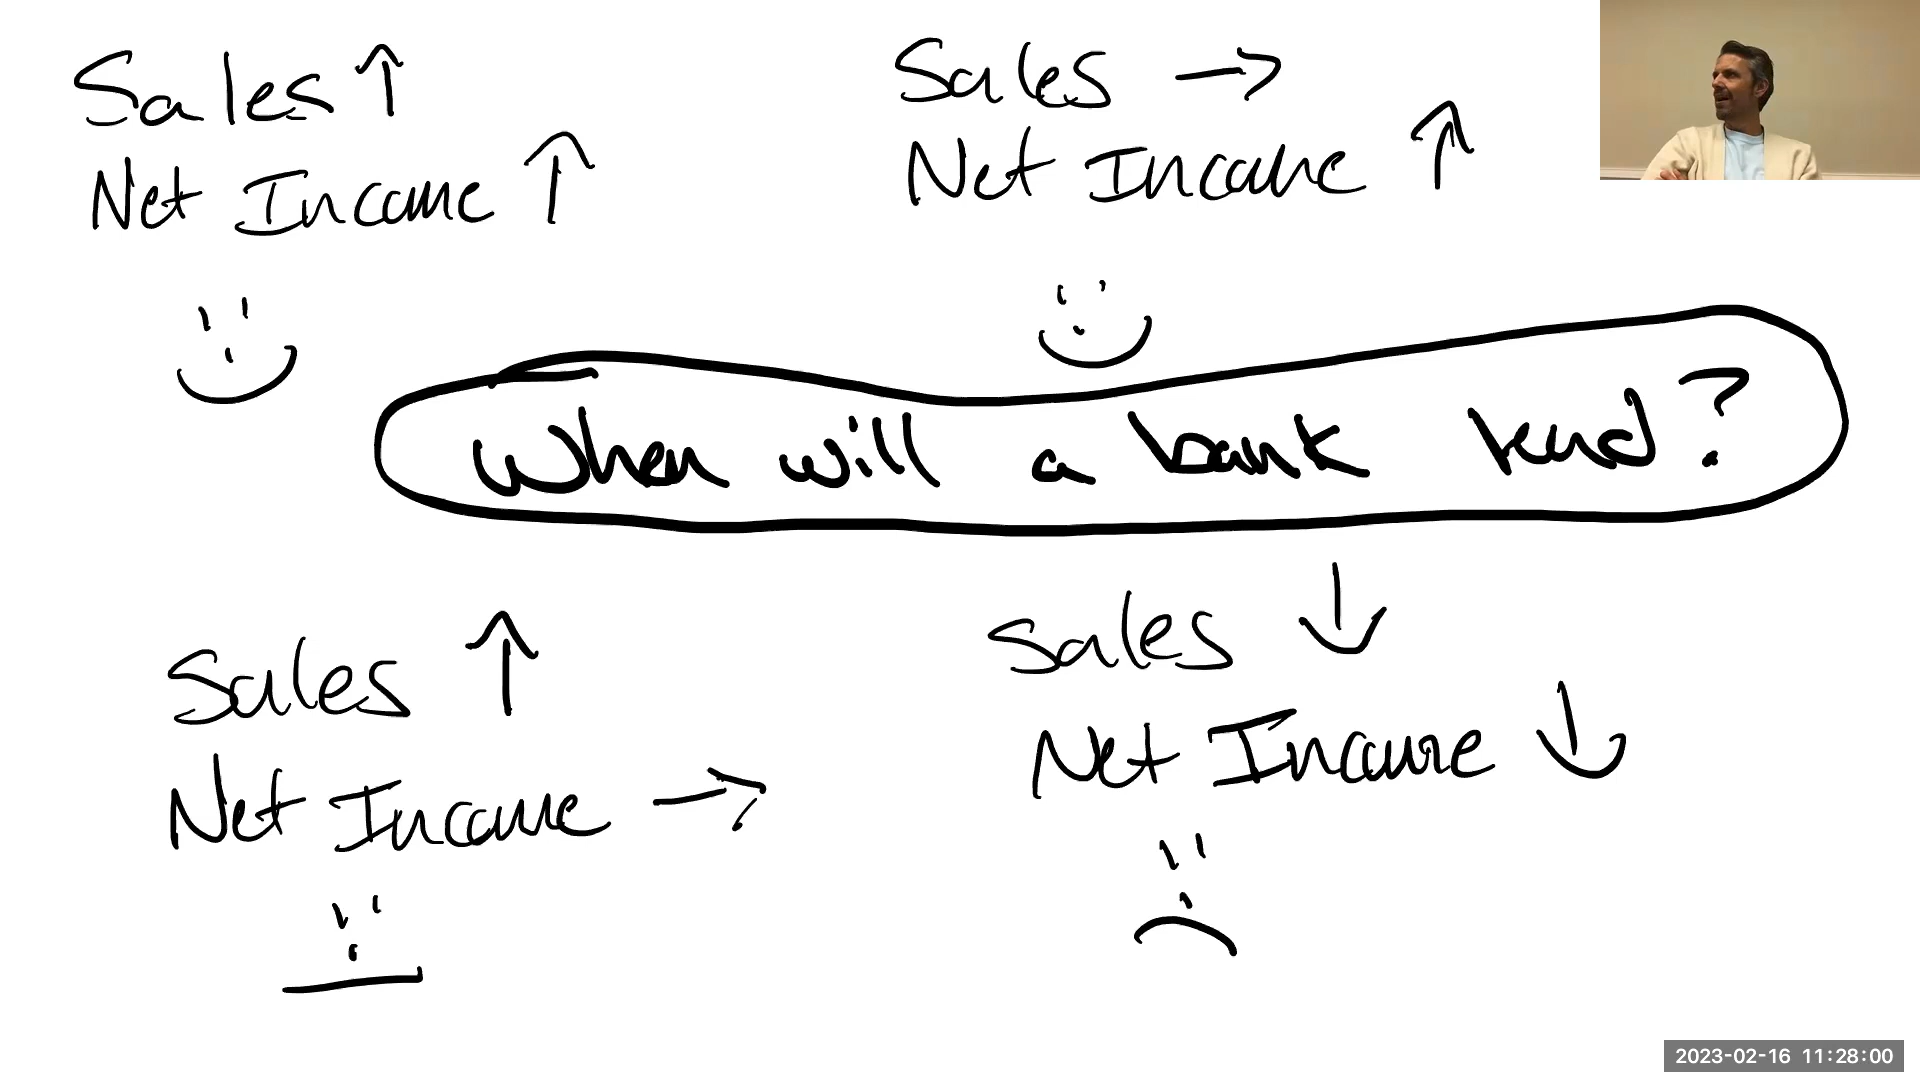 Sales ↑
Net Income ↑
Sales →
Net Income ↑
When will a bank lend?
Sales ↑
Net Income →
Sales ↓
Net Income ↓
2023-02-16 11:28:00